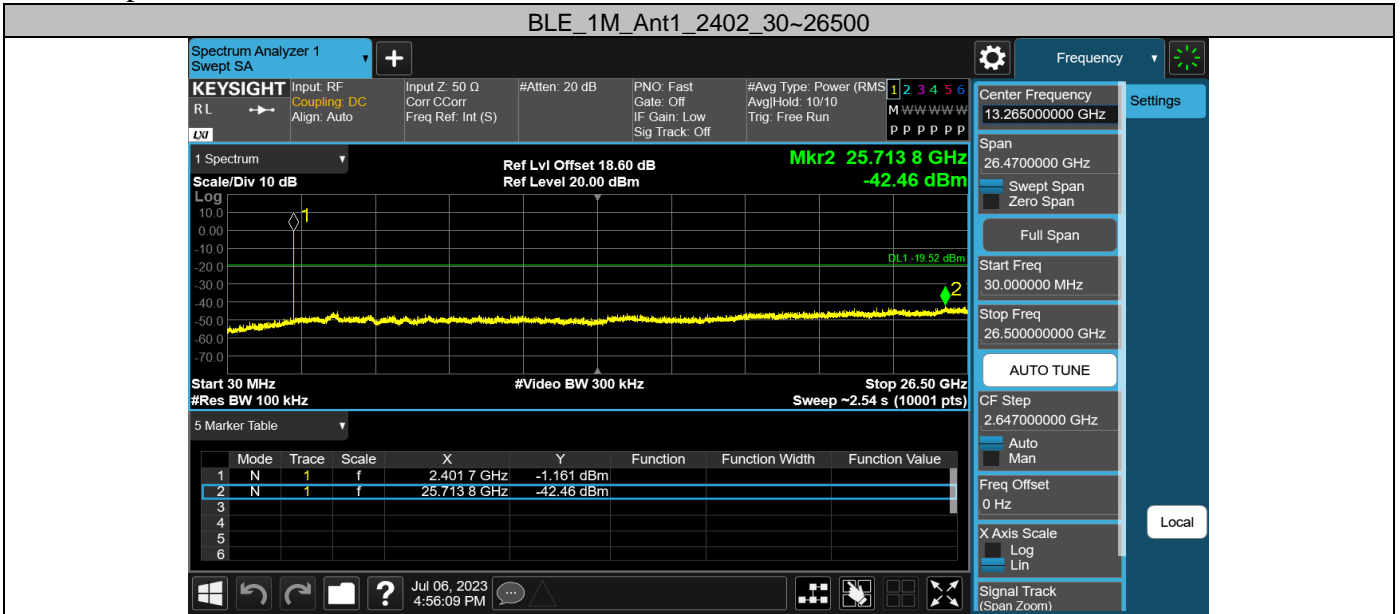 BLE_1M_Ant1_2402_30~26500
Spectrum Analyzer 1
Swept SA
Frequency
KEYSIGHT
RL
LXI
Input: RF
Coupling: DC
Align: Auto
Input Z: 50 Ω
Corr CCorr
Freq Ref: Int (S)
#Atten: 20 dB
PNO: Fast
Gate: Off
IF Gain: Low
Sig Track: Off
#Avg Type: Power (RMS
Avg|Hold: 10/10
Trig: Free Run
1 2 3 4 5 6
M W W W W W
P P P P P P
1 Spectrum
Scale/Div 10 dB
Ref Lvl Offset 18.60 dB
Ref Level 20.00 dBm
Mkr2 25.713 8 GHz
-42.46 dBm
Log
10.0
0.00
-10.0
-20.0
-30.0
-40.0
-50.0
-60.0
-70.0
1
DL1 -19.52 dBm
2
Start 30 MHz
#Video BW 300 kHz
Stop 26.50 GHz
#Res BW 100 kHz
Sweep ~2.54 s (10001 pts)
5 Marker Table
Mode Trace Scale X Y Function Function Width Function Value
1 N 1 f 2.401 7 GHz -1.161 dBm
2 N 1 f 25.713 8 GHz -42.46 dBm
3
4
5
6
Jul 06, 2023
4:56:09 PM
Center Frequency
13.265000000 GHz
Settings
Span
26.4700000 GHz
Swept Span
Zero Span
Full Span
Start Freq
30.000000 MHz
Stop Freq
26.500000000 GHz
AUTO TUNE
CF Step
2.647000000 GHz
Auto
Man
Freq Offset
0 Hz
Local
X Axis Scale
Log
Lin
Signal Track
(Span Zoom)